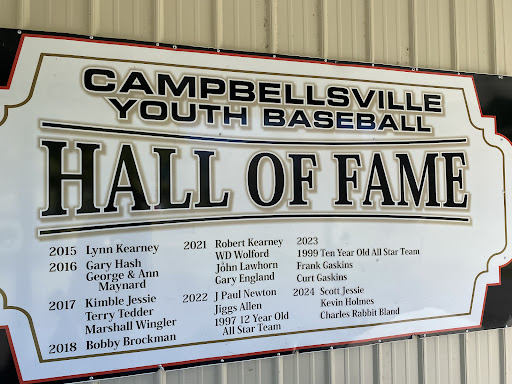 CAMPBELLSVILLE
YOUTH BASEBALL
HALL OF FAME
2015 Lynn Kearney
2016 Gary Hash
George & Ann
Maynard
2017 Kimble Jessie
Terry Tedder
Marshall Wingler
2018 Bobby Brockman
2021 Robert Kearney
WD Wolford
John Lawhorn
Gary England
2022 J Paul Newton
Jiggs Allen
1997 12 Year Old
All Star Team
2023
1999 Ten Year Old All Star Team
Frank Gaskins
Curt Gaskins
2024 Scott Jessie
Kevin Holmes
Charles Rabbit Bland